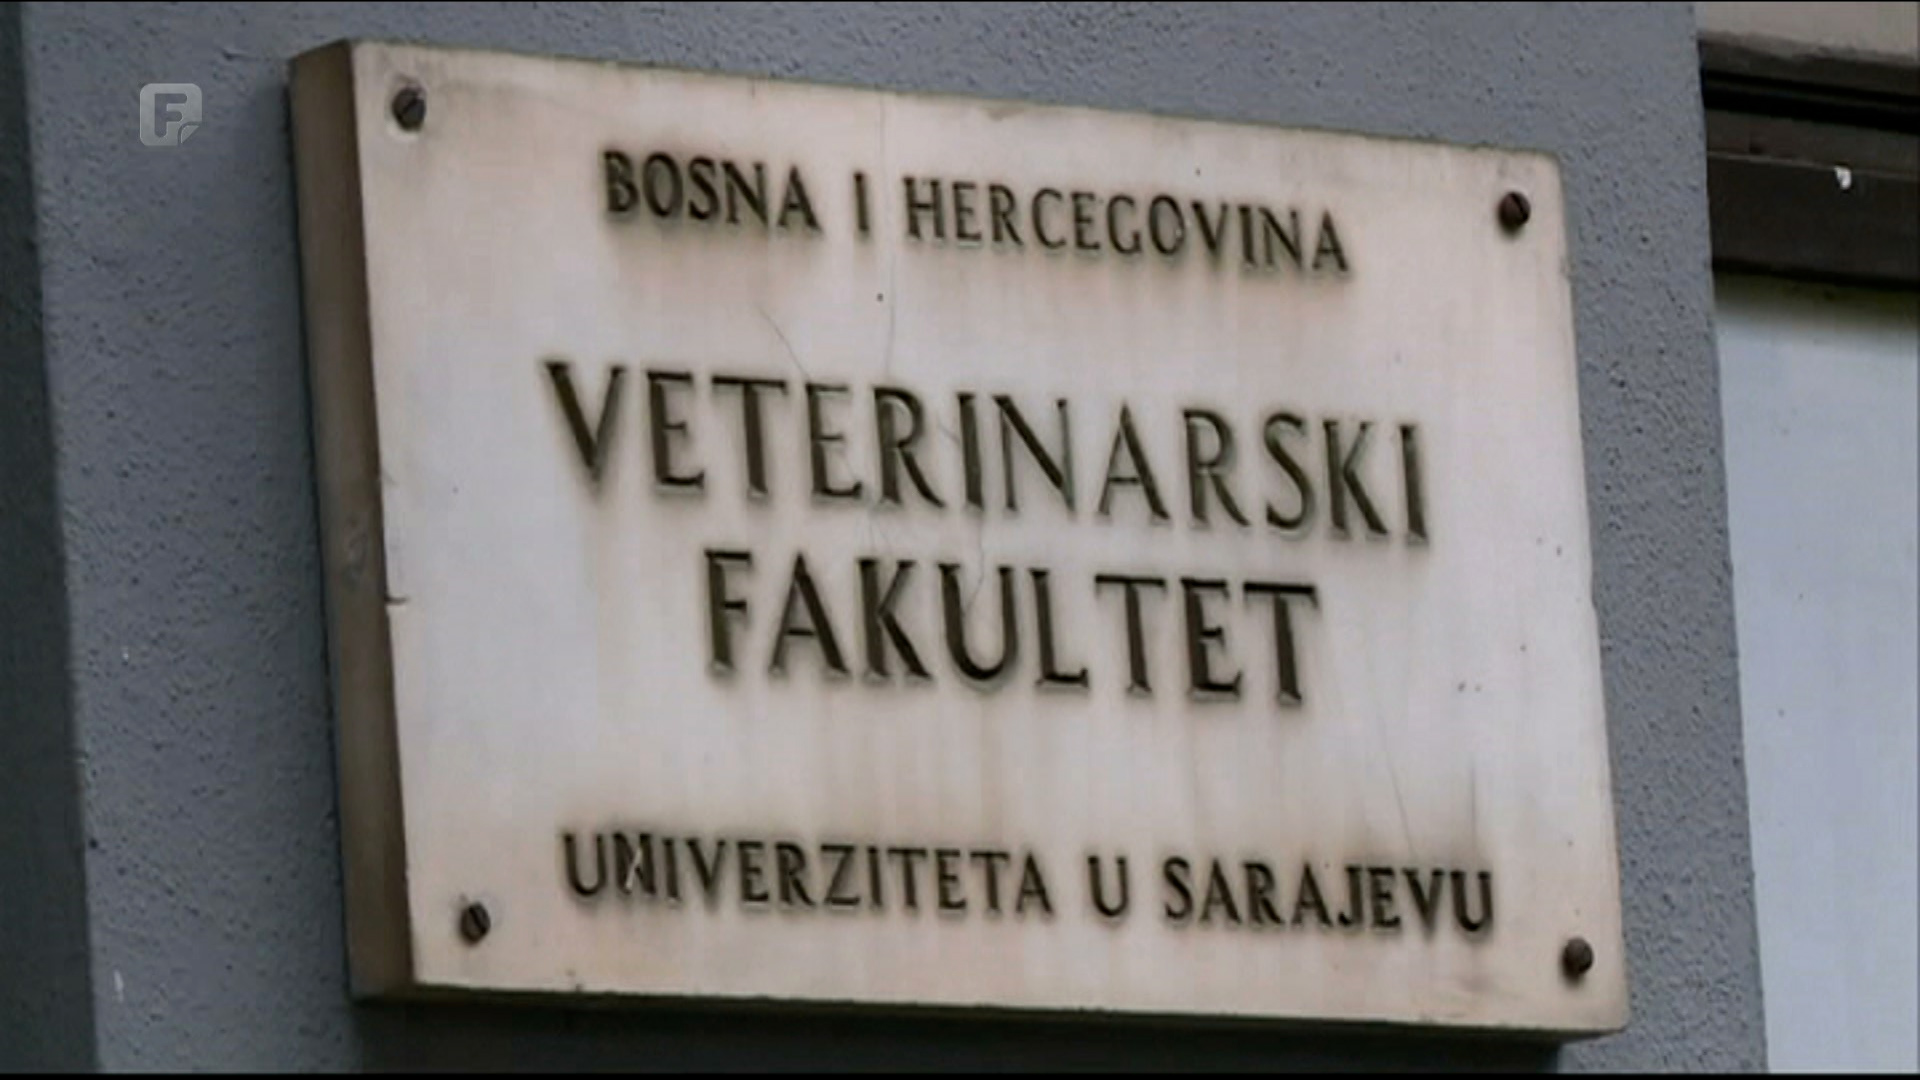 F
BOSNA I HERCEGOVINA
VETERINARSKI
FAKULTET
UNIVERZITETA U SARAJEVU